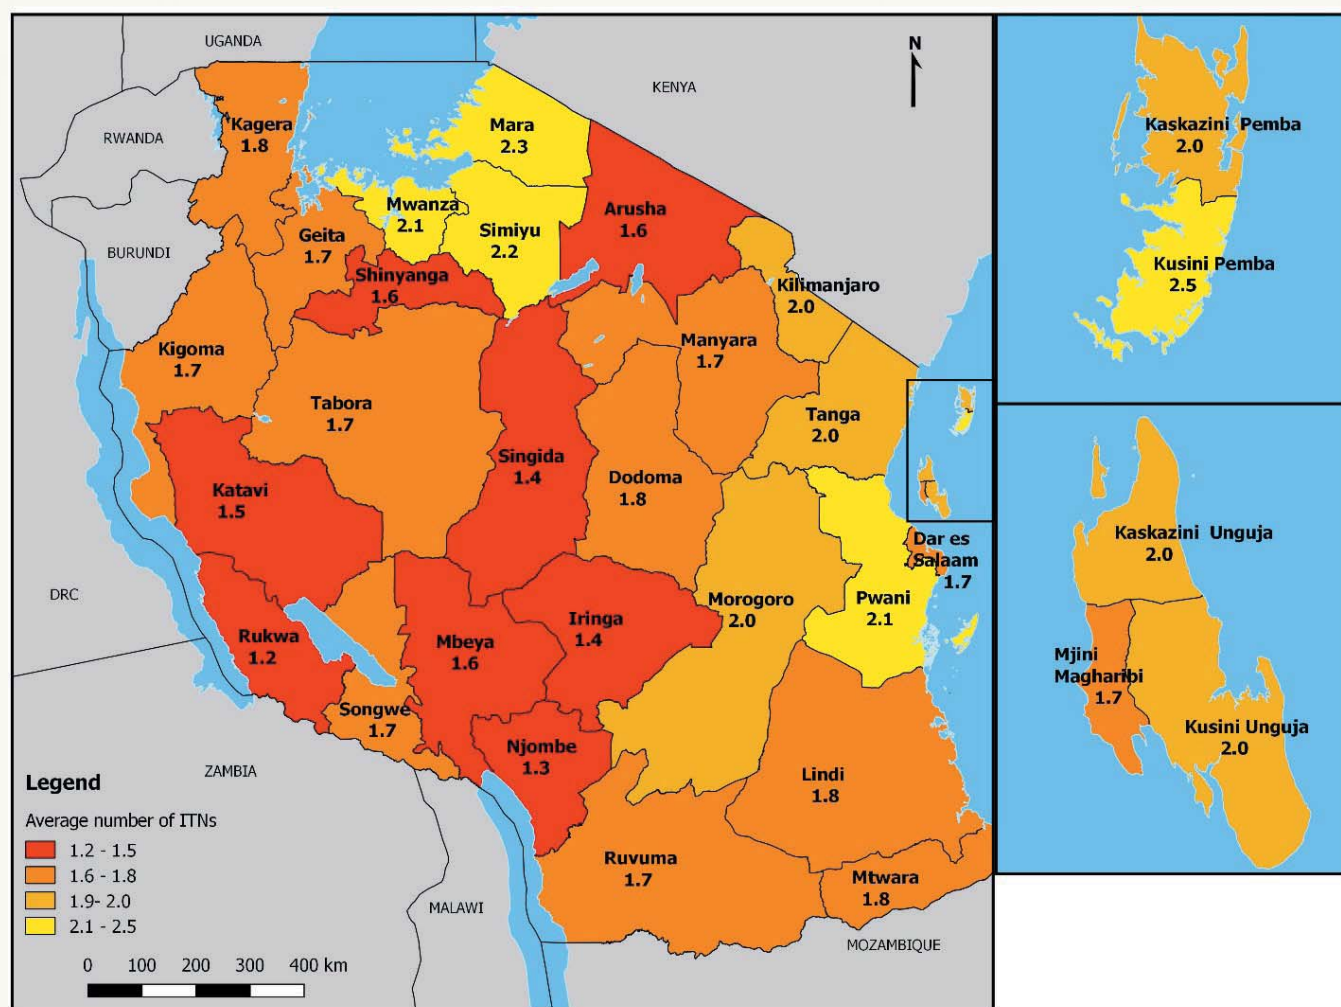 UGANDA
N
KENYA
RWANDA
BURUNDI
DRC
ZAMBIA
MALAWI
MOZAMBIQUE
Kagera
1.8
Mara
2.3
Mwanza
2.1
Simiyu
2.2
Arusha
1.6
Geita
1.7
Shinyanga
1.6
Kilimanjaro
2.0
Kigoma
1.7
Manyara
1.7
Tabora
1.7
Tanga
2.0
Singida
1.4
Dodoma
1.8
Katavi
1.5
Dar es
Salaam
1.7
Morogoro
2.0
Pwani
2.1
Rukwa
1.2
Mbeya
1.6
Iringa
1.4
Songwe
1.7
Njombe
1.3
Lindi
1.8
Ruvuma
1.7
Mtwara
1.8
Legend
Average number of ITNs
1.2 - 1.5
1.6 - 1.8
1.9- 2.0
2.1 - 2.5
0 100 200 300 400 km
Kaskazini Pemba
2.0
Kusini Pemba
2.5
Kaskazini Unguja
2.0
Mjini
Magharibi
1.7
Kusini Unguja
2.0